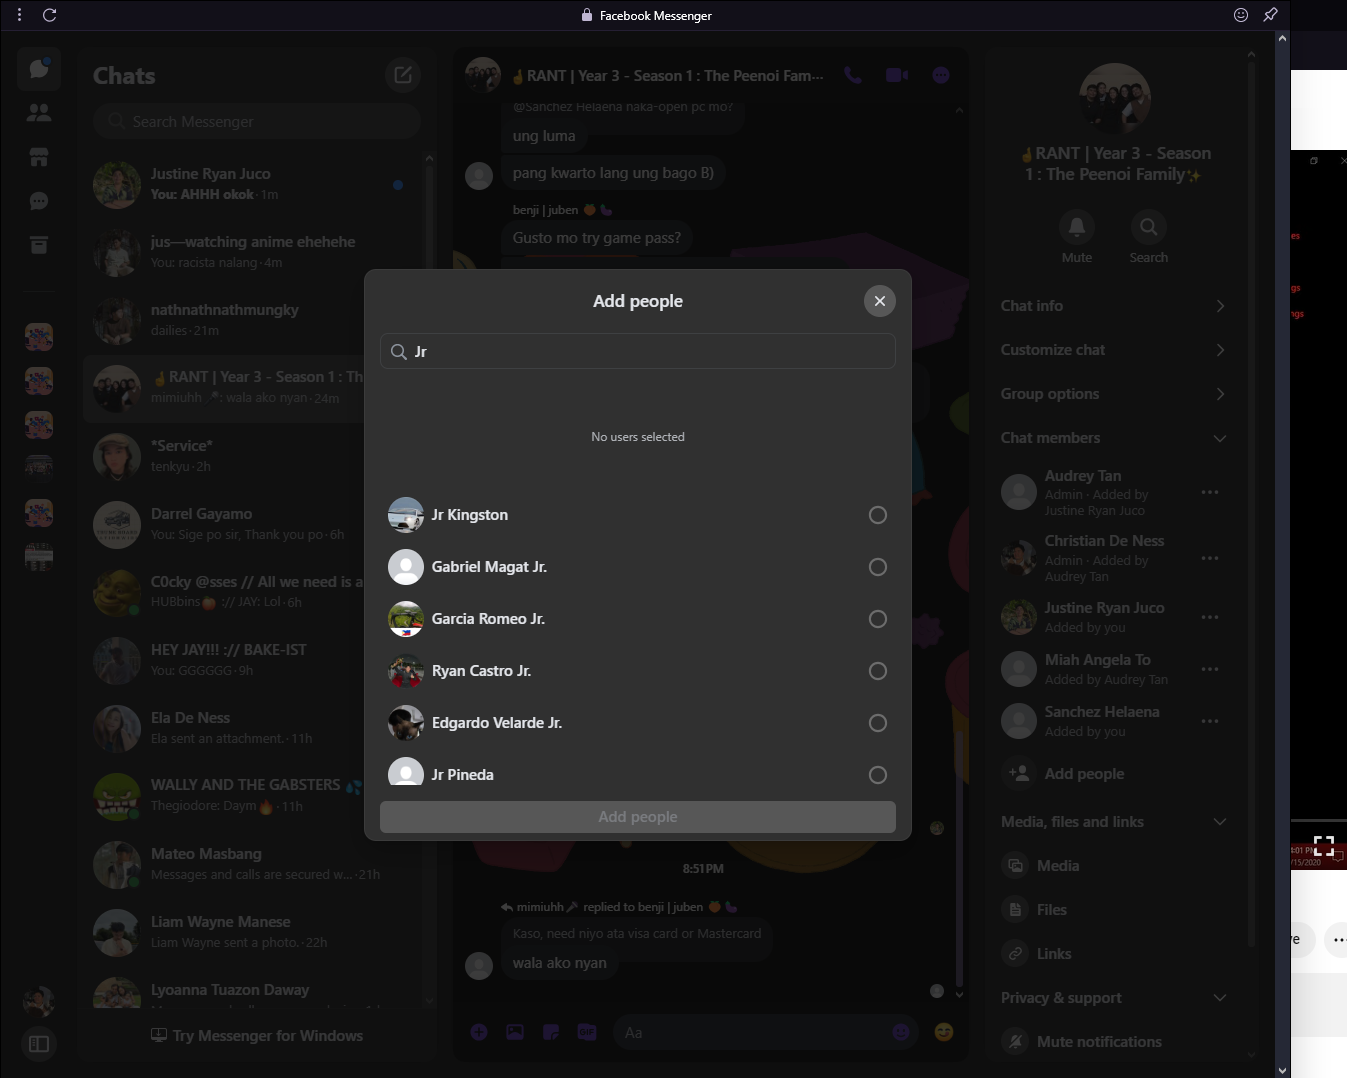 Facebook Messenger
Chats
Search Messenger
Justine Ryan Juco
You: AHHH okok · 1m
jus—watching anime ehehehe
You: racista nalang · 4m
nathnathnathmungky
dailies · 21m
🤞RANT | Year 3 - Season 1 : Th
mimiuhh 🎤: wala ako nyan · 24m
*Service*
tenkyu · 2h
Darrel Gayamo
You: Sige po sir, Thank you po · 6h
C0cky @sses // All we need is a
HUBbins🍑 :// JAY: Lol · 6h
HEY JAY!!! :// BAKE-IST
You: GGGGGG · 9h
Ela De Ness
Ela sent an attachment. · 11h
WALLY AND THE GABSTERS 💦
Thegiodore: Daym🔥 · 11h
Mateo Masbang
Messages and calls are secured w... · 21h
Liam Wayne Manese
Liam Wayne sent a photo. · 22h
Lyoanna Tuazon Daway
Try Messenger for Windows
🤞RANT | Year 3 - Season 1 : The Peenoi Fam...
@Sanchez Helaena naka-open pc mo?
ung luma
pang kwarto lang ung bago B)
benji | juben 🍑🍆
Gusto mo try game pass?
Add people
Jr
No users selected
Jr Kingston
Gabriel Magat Jr.
Garcia Romeo Jr.
Ryan Castro Jr.
Edgardo Velarde Jr.
Jr Pineda
Add people
8:51PM
mimiuhh🎤 replied to benji | juben 🍑🍆
Kaso, need niyo ata visa card or Mastercard
wala ako nyan
GIF
Aa
🤞RANT | Year 3 - Season
1 : The Peenoi Family✨
Mute
Search
Chat info
Customize chat
Group options
Chat members
Audrey Tan
Admin · Added by
Justine Ryan Juco
Christian De Ness
Admin · Added by
Audrey Tan
Justine Ryan Juco
Added by you
Miah Angela To
Added by Audrey Tan
Sanchez Helaena
Added by you
Add people
Media, files and links
Media
Files
Links
Privacy & support
Mute notifications
es
gs
ngs
4:01 PM
/15/2020
ve